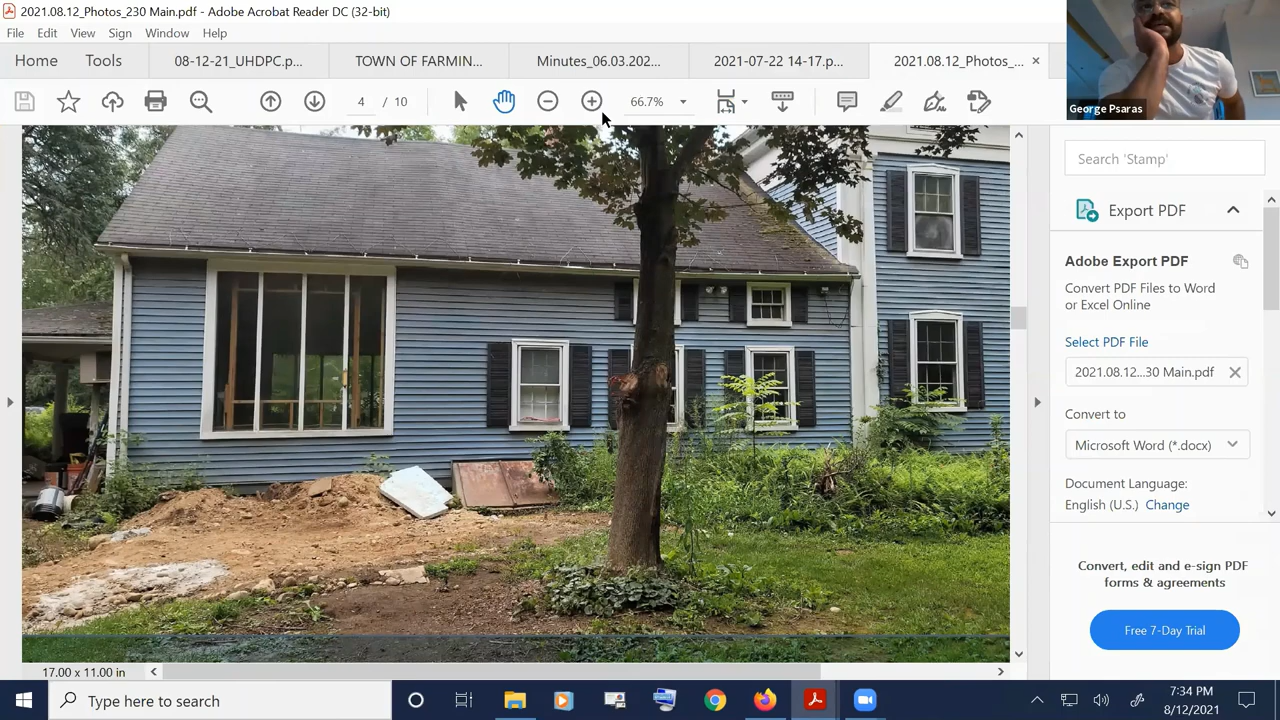 2021.08.12_Photos_230 Main.pdf - Adobe Acrobat Reader DC (32-bit)
File Edit View Sign Window Help
Home Tools 08-12-21_UHDPC.p... TOWN OF FARMIN... Minutes_06.03.202... 2021-07-22 14-17.p... 2021.08.12_Photos_... ×
4 / 10 66.7%
George Psaras
Search 'Stamp'
Export PDF
Adobe Export PDF
Convert PDF Files to Word
or Excel Online
Select PDF File
2021.08.12...30 Main.pdf
Convert to
Microsoft Word (*.docx)
Document Language:
English (U.S.) Change
Convert, edit and e-sign PDF
forms & agreements
Free 7-Day Trial
17.00 x 11.00 in
Type here to search
7:34 PM
8/12/2021